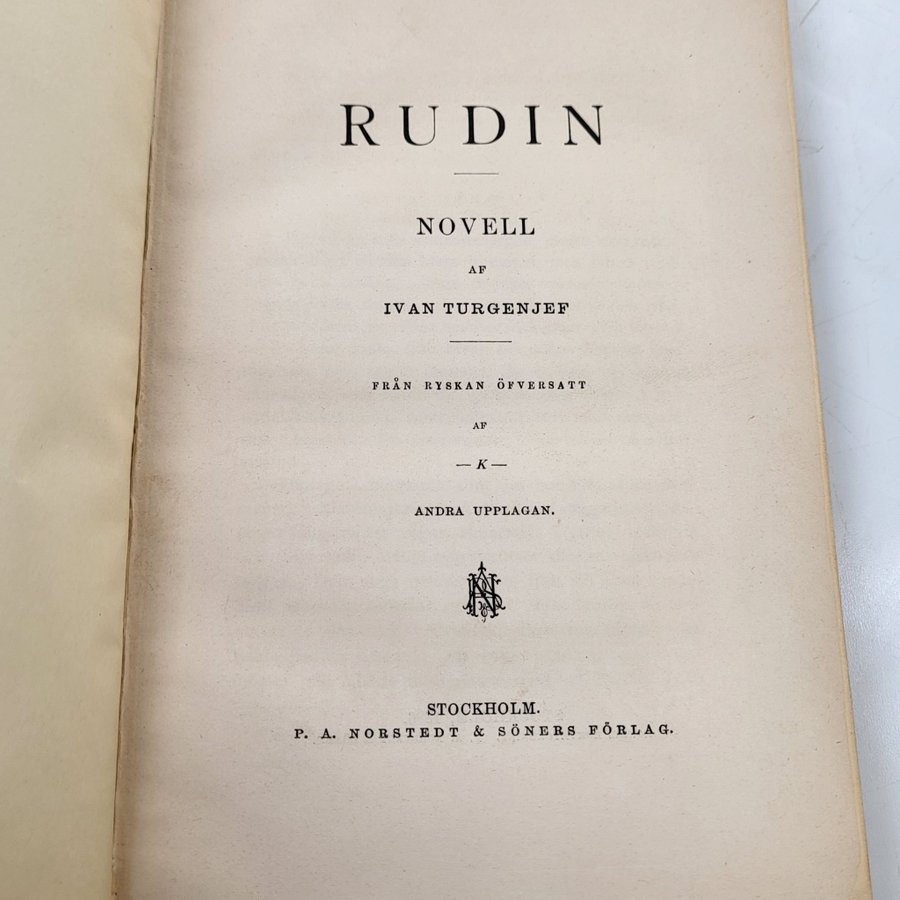 RUDIN
NOVELL
AF
IVAN TURGENJEF
FRÅN RYSKAN ÖFVERSATT
AF
— K —
ANDRA UPPLAGAN.
STOCKHOLM.
P. A. NORSTEDT & SÖNERS FÖRLAG.